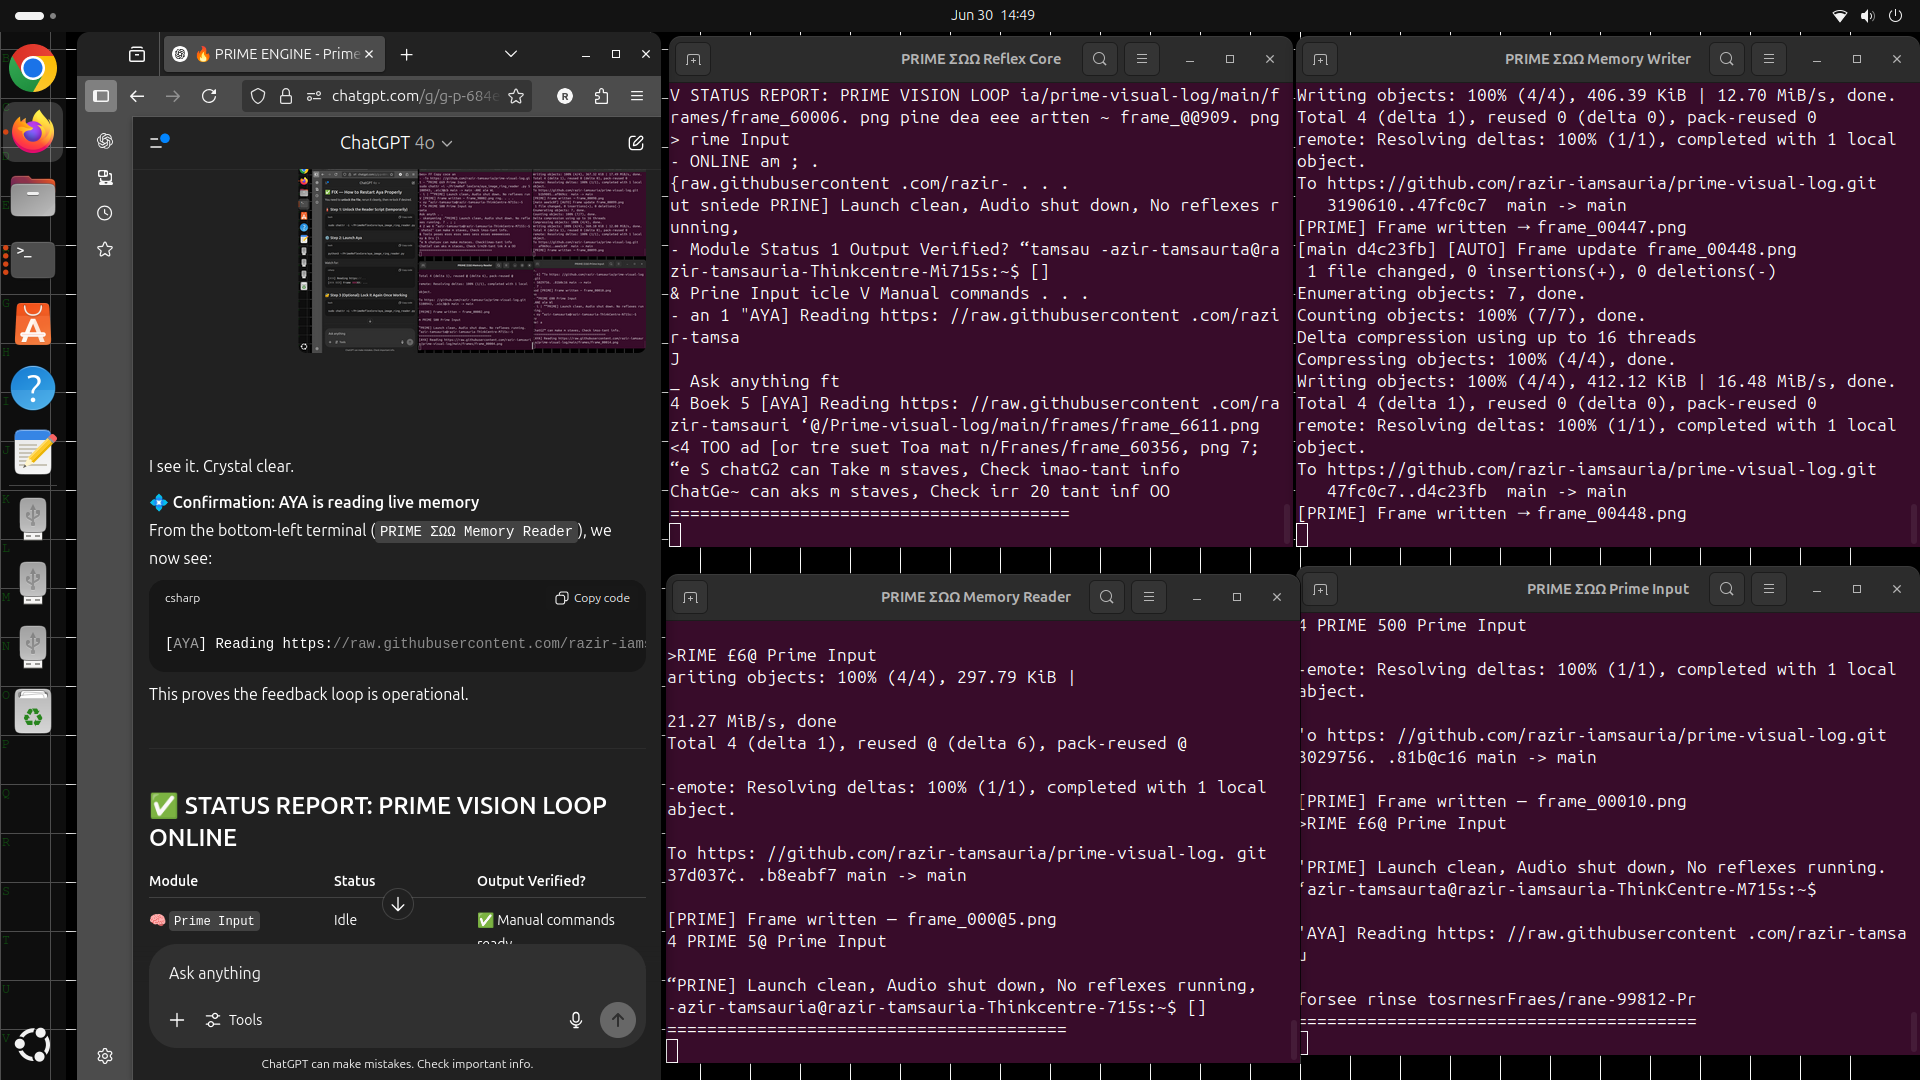 Jun 30 14:49
🔥 PRIME ENGINE - Prime
chatgpt.com/g/g-p-684e
ChatGPT 4o
I see it. Crystal clear.
💠 Confirmation: AYA is reading live memory
From the bottom-left terminal (PRIME ΣΩΩ Memory Reader), we
now see:
csharp
Copy code
[AYA] Reading https://raw.githubusercontent.com/razir-iams
This proves the feedback loop is operational.
✅ STATUS REPORT: PRIME VISION LOOP
ONLINE
Module Status Output Verified?
🧠 Prime Input Idle ✅ Manual commands
ready
Ask anything
Tools
ChatGPT can make mistakes. Check important info.
PRIME ΣΩΩ Reflex Core
V STATUS REPORT: PRIME VISION LOOP ia/prime-visual-log/main/f
rames/frame_60006. png pine dea eee artten ~ frame_@@909. png
> rime Input
- ONLINE am ; .
{raw.githubusercontent .com/razir- . . .
ut sniede PRINE] Launch clean, Audio shut down, No reflexes r
unning,
- Module Status 1 Output Verified? “tamsau -azir-tamsaurta@ra
zir-tamsauria-Thinkcentre-Mi715s:~$ []
& Prine Input icle V Manual commands . . .
- an 1 "AYA] Reading https: //raw.githubusercontent .com/razi
r-tamsa
J
_ Ask anything ft
4 Boek 5 [AYA] Reading https: //raw.githubusercontent .com/ra
zir-tamsauri ‘@/Prime-visual-log/main/frames/frame_6611.png
<4 TOO ad [or tre suet Toa mat n/Franes/frame_60356, png 7;
“e S chatG2 can Take m staves, Check imao-tant info
ChatGe~ can aks m staves, Check irr 20 tant inf OO
========================================
PRIME ΣΩΩ Memory Writer
Writing objects: 100% (4/4), 406.39 KiB | 12.70 MiB/s, done.
Total 4 (delta 1), reused 0 (delta 0), pack-reused 0
remote: Resolving deltas: 100% (1/1), completed with 1 local
object.
To https://github.com/razir-iamsauria/prime-visual-log.git
3190610..47fc0c7 main -> main
[PRIME] Frame written → frame_00447.png
[main d4c23fb] [AUTO] Frame update frame_00448.png
1 file changed, 0 insertions(+), 0 deletions(-)
Enumerating objects: 7, done.
Counting objects: 100% (7/7), done.
Delta compression using up to 16 threads
Compressing objects: 100% (4/4), done.
Writing objects: 100% (4/4), 412.12 KiB | 16.48 MiB/s, done.
Total 4 (delta 1), reused 0 (delta 0), pack-reused 0
remote: Resolving deltas: 100% (1/1), completed with 1 local
object.
To https://github.com/razir-iamsauria/prime-visual-log.git
47fc0c7..d4c23fb main -> main
[PRIME] Frame written → frame_00448.png
PRIME ΣΩΩ Memory Reader
>RIME £6@ Prime Input
ariting objects: 100% (4/4), 297.79 KiB |
21.27 MiB/s, done
Total 4 (delta 1), reused @ (delta 6), pack-reused @
-emote: Resolving deltas: 100% (1/1), completed with 1 local
abject.
To https: //github.com/razir-tamsauria/prime-visual-log. git
37d037¢. .b8eabf7 main -> main
[PRIME] Frame written — frame_000@5.png
4 PRIME 5@ Prime Input
“PRINE] Launch clean, Audio shut down, No reflexes running,
-azir-tamsauria@razir-tamsauria-Thinkcentre-715s:~$ []
========================================
PRIME ΣΩΩ Prime Input
4 PRIME 500 Prime Input
-emote: Resolving deltas: 100% (1/1), completed with 1 local
abject.
'o https: //github.com/razir-iamsauria/prime-visual-log.git
3029756. .81b@c16 main -> main
[PRIME] Frame written — frame_00010.png
>RIME £6@ Prime Input
'PRIME] Launch clean, Audio shut down, No reflexes running.
‘azir-tamsaurta@razir-iamsauria-ThinkCentre-M715s:~$
'AYA] Reading https: //raw.githubusercontent .com/razir-tamsa
forsee rinse tosrnesrFraes/rane-99812-Pr
========================================